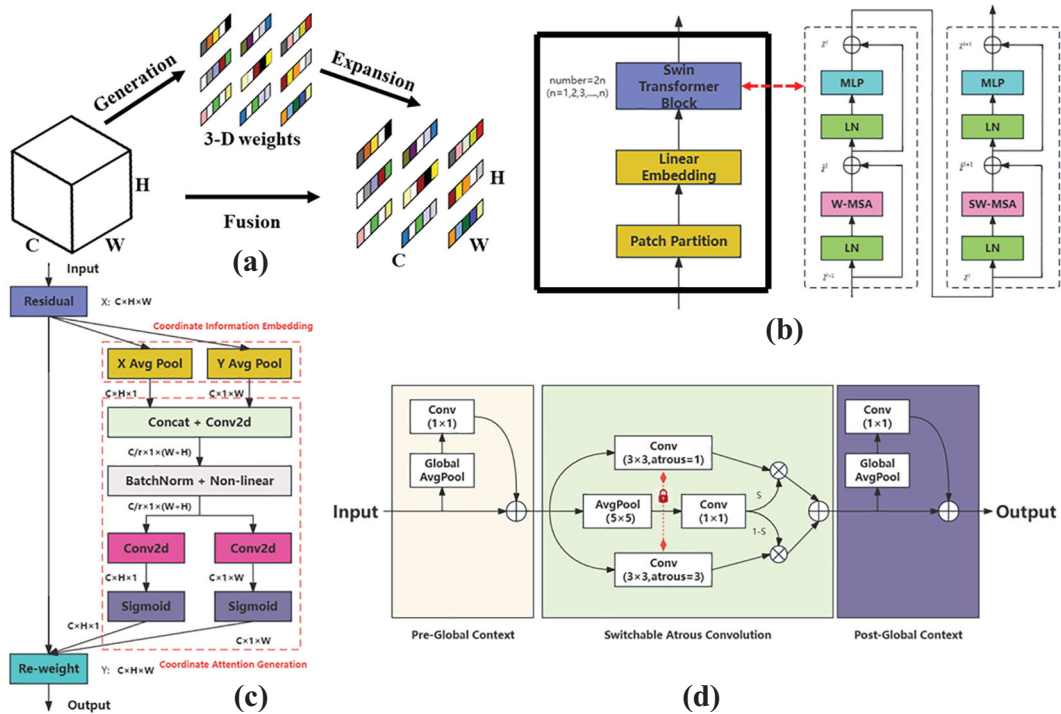 Generation
Expansion
3-D weights
Fusion
H
C
W
H
C
W
(a)
number=2n
(n=1,2,3,...,n)
Swin
Transformer
Block
Linear
Embedding
Patch Partition
MLP
LN
W-MSA
LN
MLP
LN
SW-MSA
LN
(b)
Input
Residual
X: C×H×W
Coordinate Information Embedding
X Avg Pool
Y Avg Pool
C×H×1
C×1×W
Concat + Conv2d
C/r×1×(W+H)
BatchNorm + Non-linear
C/r×1×(W+H)
Conv2d
Conv2d
C×H×1
C×1×W
Sigmoid
Sigmoid
C×H×1
C×1×W
Re-weight
Y: C×H×W
Coordinate Attention Generation
Output
(c)
Input
Conv
(1×1)
Global
AvgPool
Pre-Global Context
Conv
(3×3,atrous=1)
AvgPool
(5×5)
Conv
(1×1)
S
1-S
Conv
(3×3,atrous=3)
Switchable Atrous Convolution
Conv
(1×1)
Global
AvgPool
Post-Global Context
Output
(d)